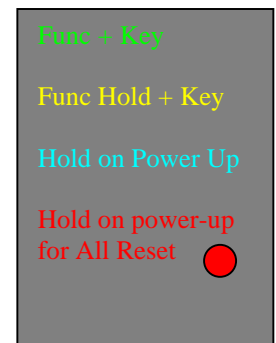 Func + Key
Func Hold + Key
Hold on Power Up
Hold on power-up
for All Reset